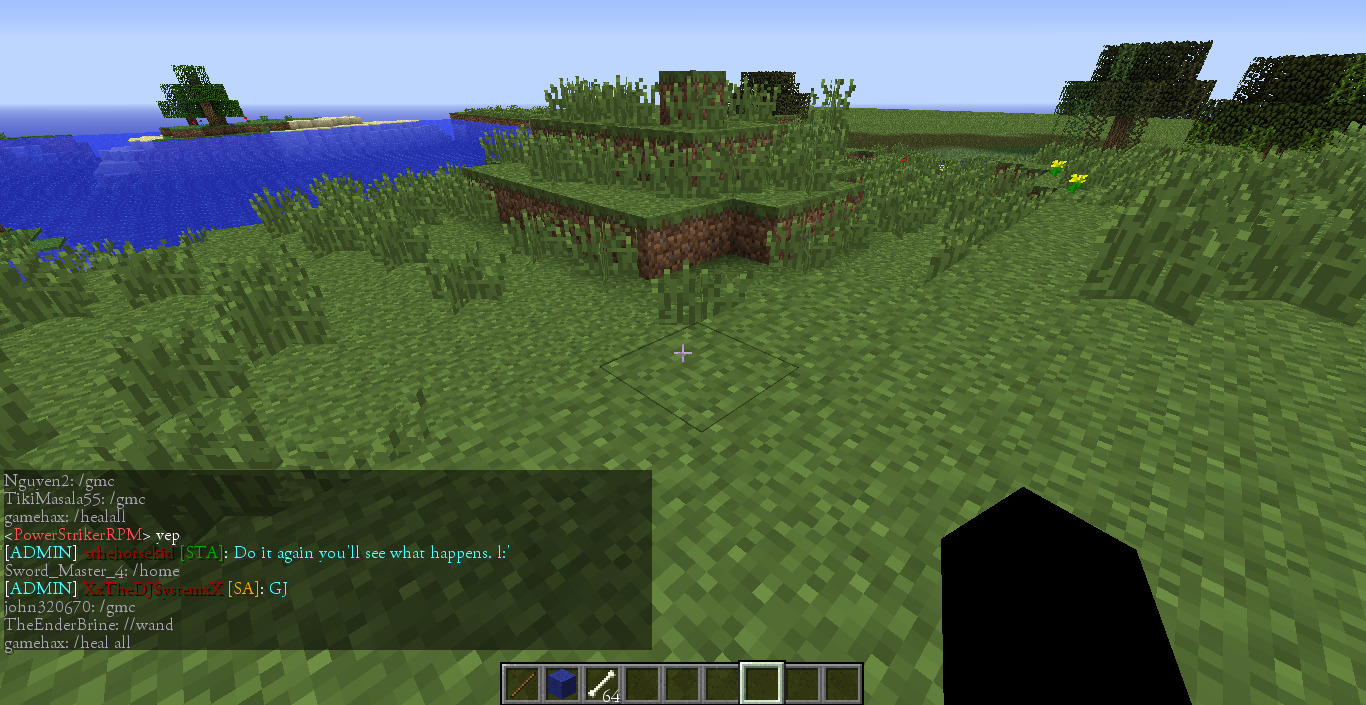 Nguven2: /gmc
TikiMasala55: /gmc
gamehax: /healall
<PowerStrikerRPM> yep
[ADMIN] sthehorsekid [STA]: Do it again you'll see what happens. l:'
Sword_Master_4: /home
[ADMIN] XxTheDJSystemxX [SA]: GJ
john320670: /gmc
TheEnderBrine: //wand
gamehax: /heal all
64